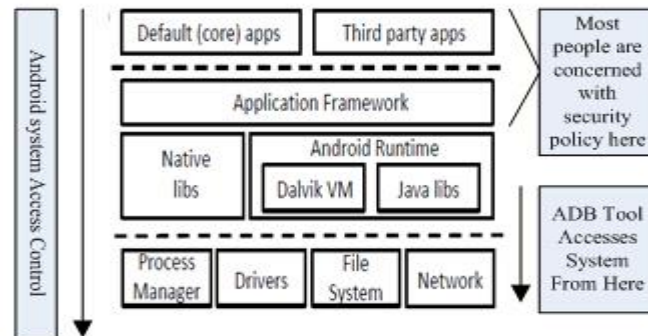 Android system Access Control
Default (core) apps
Third party apps
Application Framework
Native
libs
Android Runtime
Dalvik VM
Java libs
Process
Manager
Drivers
File
System
Network
Most
people are
concerned
with
security
policy here
ADB Tool
Accesses
System
From Here